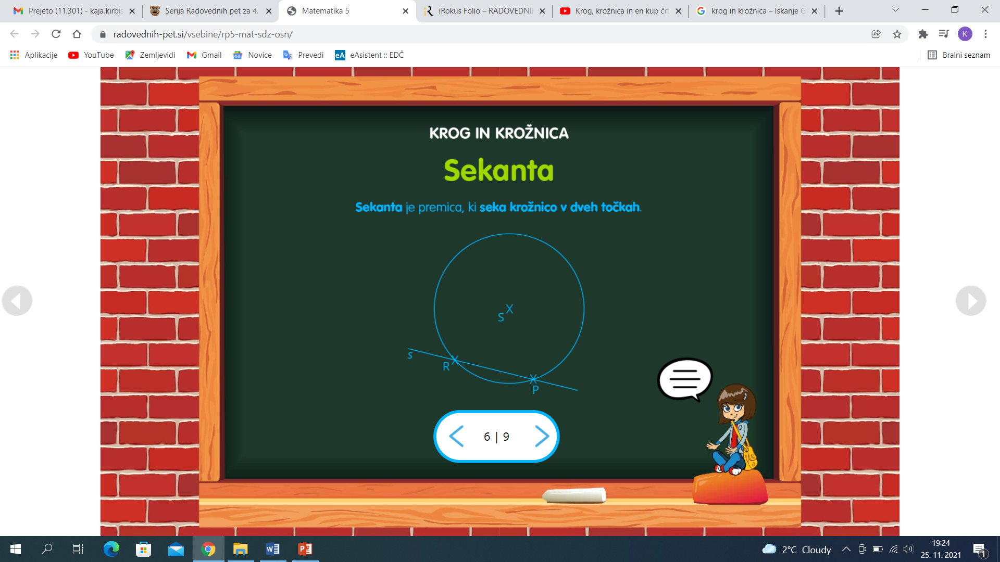 Prejeto (11.301) - kaja.kirbis
Serija Radovednih pet za 4.
Matematika 5
iRokus Folio – RADOVEDNI
Krog, krožnica in en kup črt
krog in krožnica – Iskanje G
radovednih-pet.si/vsebine/rp5-mat-sdz-osn/
K
Aplikacije
YouTube
Zemljevidi
Gmail
Novice
Prevedi
eA
eAsistent :: EDČ
Bralni seznam
KROG IN KROŽNICA
Sekanta
Sekanta je premica, ki seka krožnico v dveh točkah.
S
s
R
P
6 | 9
2°C Cloudy
19:24
25. 11. 2021
1